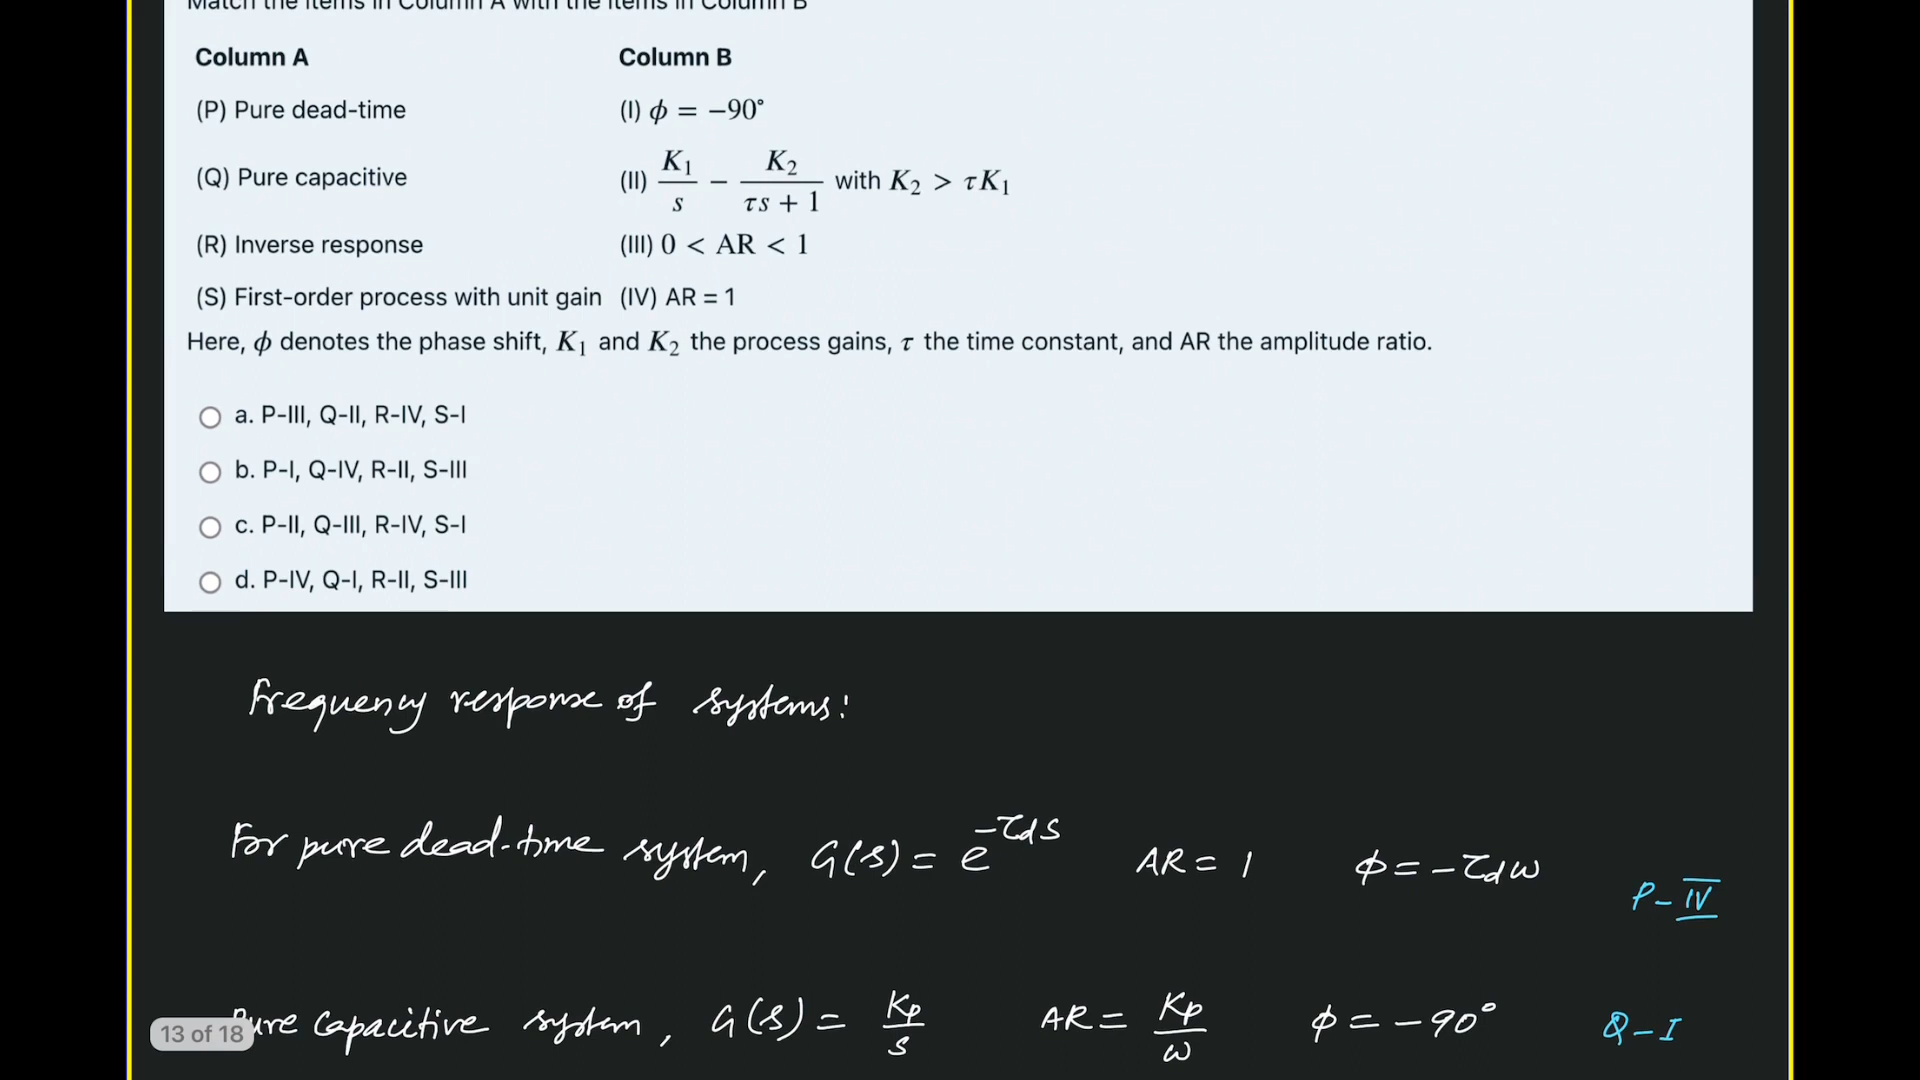 Match the items in Column A with the items in Column B
Column A Column B
(P) Pure dead-time (I) ϕ = −90°
(Q) Pure capacitive (II) K₁/s − K₂/(τs + 1) with K₂ > τK₁
(R) Inverse response (III) 0 < AR < 1
(S) First-order process with unit gain (IV) AR = 1
Here, ϕ denotes the phase shift, K₁ and K₂ the process gains, τ the time constant, and AR the amplitude ratio.
a. P-III, Q-II, R-IV, S-I
b. P-I, Q-IV, R-II, S-III
c. P-II, Q-III, R-IV, S-I
d. P-IV, Q-I, R-II, S-III
Frequency response of systems:
For pure dead-time system, G(s) = e^(−τds) AR = 1 ϕ = −τdω
P-IV
Pure Capacitive system, G(s) = Kp/s AR = Kp/ω ϕ = −90° Q-I
13 of 18